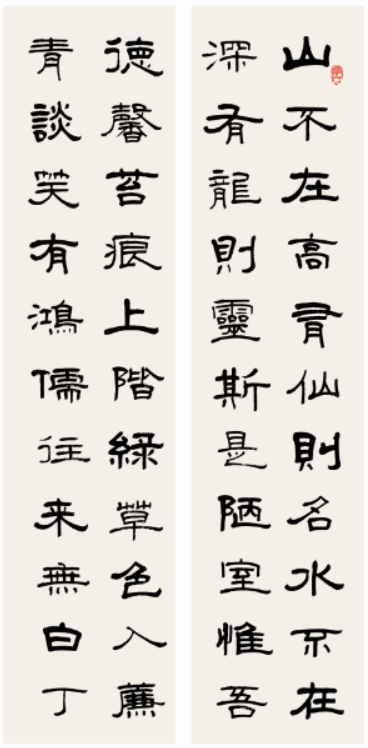 山不在高有仙則名水不在
深有龍則靈斯是陋室惟吾
德馨苔痕上階緑草色入簾
青談笑有鴻儒往来無白丁